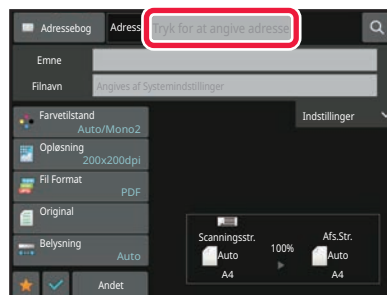 Adressebog
Adress
Tryk for at angive adresse
Emne
Filnavn
Angives af Systemindstillinger
Farvetilstand
Auto/Mono2
Indstillinger
Opløsning
200x200dpi
Fil Format
PDF
Original
Belysning
Auto
Scanningsstr.
Auto
A4
100%
Afs.Str.
Auto
A4
Andet